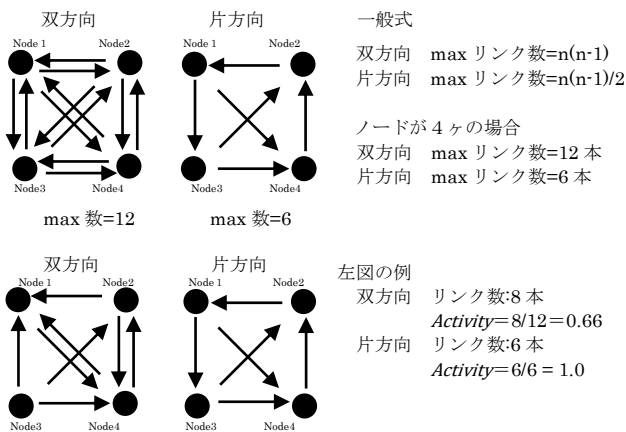 双方向
片方向
Node 1
Node2
Node 1
Node2
Node3
Node4
Node3
Node4
max 数=12
max 数=6
一般式
双方向 max リンク数=n(n-1)
片方向 max リンク数=n(n-1)/2
ノードが4ヶの場合
双方向 max リンク数=12 本
片方向 max リンク数=6 本
双方向
片方向
Node 1
Node2
Node 1
Node2
Node3
Node4
Node3
Node4
左図の例
双方向 リンク数:8 本
Activity=8/12=0.66
片方向 リンク数:6 本
Activity=6/6 = 1.0